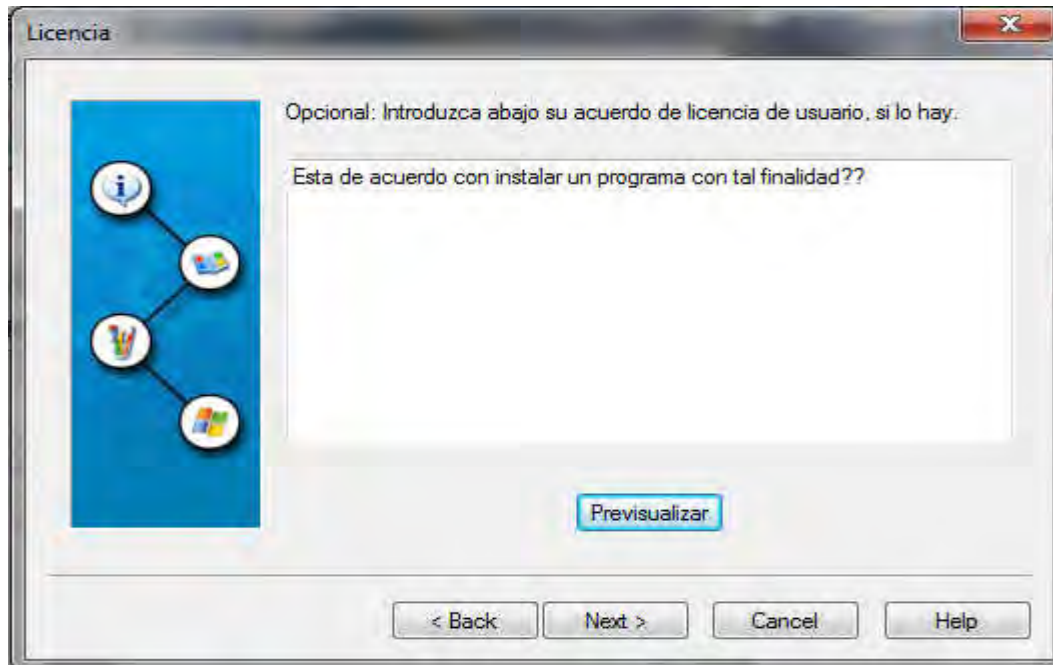 Licencia
Opcional: Introduzca abajo su acuerdo de licencia de usuario, si lo hay.
Esta de acuerdo con instalar un programa con tal finalidad??
Previsualizar
< Back
Next >
Cancel
Help